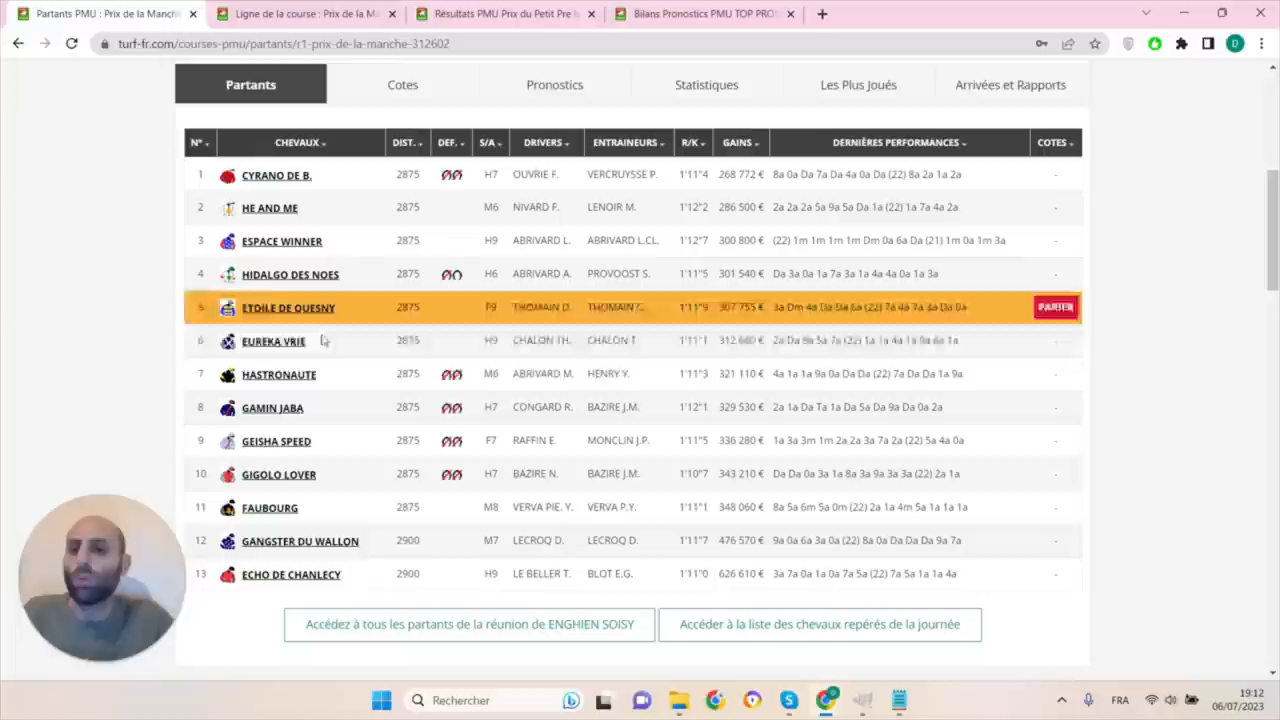 Partants PMU : Prix de la Manch
Ligne de la course : Prix de la M
Résultats PMU Prix du Petit Pre l
Bilans Pronostics PMU TOP PRO
turf-fr.com/courses-pmu/partants/r1-prix-de-la-manche-312602
D
Partants Cotes Pronostics Statistiques Les Plus Joués Arrivées et Rapports
N° CHEVAUX DIST. DEF. S/A DRIVERS ENTRAINEURS R/K GAINS DERNIÈRES PERFORMANCES COTES
1 CYRANO DE B. 2875 H7 OUVRIE F. VERCRUYSSE P. 1'11"4 268 772 € 8a 0a Da 7a Da 4a 0a Da (22) 8a 2a 1a 2a -
2 HE AND ME 2875 M6 NIVARD F. LENOIR M. 1'12"2 286 500 € 2a 2a 2a 5a 9a 5a Da 1a (22) 1a 7a 4a 2a -
3 ESPACE WINNER 2875 H9 ABRIVARD L. ABRIVARD L.CL. 1'12"7 300 800 € (22) 1m 1m 1m 1m Dm 0a 6a Da (21) 1m 0a 1m 3a -
4 HIDALGO DES NOES 2875 H6 ABRIVARD A. PROVOOST S. 1'11"5 301 540 € Da 3a 0a 1a 7a 3a 1a 4a 4a 0a 1a 3a -
5 ETOILE DE QUESNY 2875 F9 THOMAIN D. THOMAIN C. 1'11"9 307 755 € 3a Dm 4a Da Da 6a (22) 7a 4a 7a 3a Da 0a PARIER
6 EUREKA VRIE 2875 H9 CHALON TH. CHALON T 1'11"1 -
7 HASTRONAUTE 2875 M6 ABRIVARD M. HENRY Y. 1'11"3 321 110 € 4a 1a 1a 9a 0a Da Da (22) 7a Da Da 1a 9a -
8 GAMIN JABA 2875 H7 CONGARD R. BAZIRE J.M. 1'12"1 329 530 € 2a 1a Da Ta 1a Da 5a Da 9a Da 0a 2a -
9 GEISHA SPEED 2875 F7 RAFFIN E. MONCLIN J.P. 1'11"5 336 280 € 1a 3a 3m 1m 2a 2a 3a 7a 2a (22) 5a 4a 0a -
10 GIGOLO LOVER 2875 H7 BAZIRE N. BAZIRE J.M. 1'10"7 343 210 € Da Da 0a 3a 1a 8a 3a 9a 3a 3a (22) 2a 1a -
11 FAUBOURG 2875 M8 VERVA PIE. Y. VERVA P.Y. 1'11"1 348 060 € 8a 5a 6m 5a 0m (22) 2a 1a 4m 5a 1a 1a 1a -
12 GANGSTER DU WALLON 2900 M7 LECROQ D. LECROQ D. 1'11"7 476 570 € 9a 0a 6a 3a 0a (22) 8a 0a Da Da Da 9a 7a -
13 ECHO DE CHANLECY 2900 H9 LE BELLER T. BLOT E.G. 1'11"0 626 610 € 3a 7a 0a 1a 0a 7a 5a (22) 7a 5a 1a 1a 4a -
Accédez à tous les partants de la réunion de ENGHIEN SOISY Accéder à la liste des chevaux repérés de la journée
Rechercher
FRA
19:12
06/07/2023